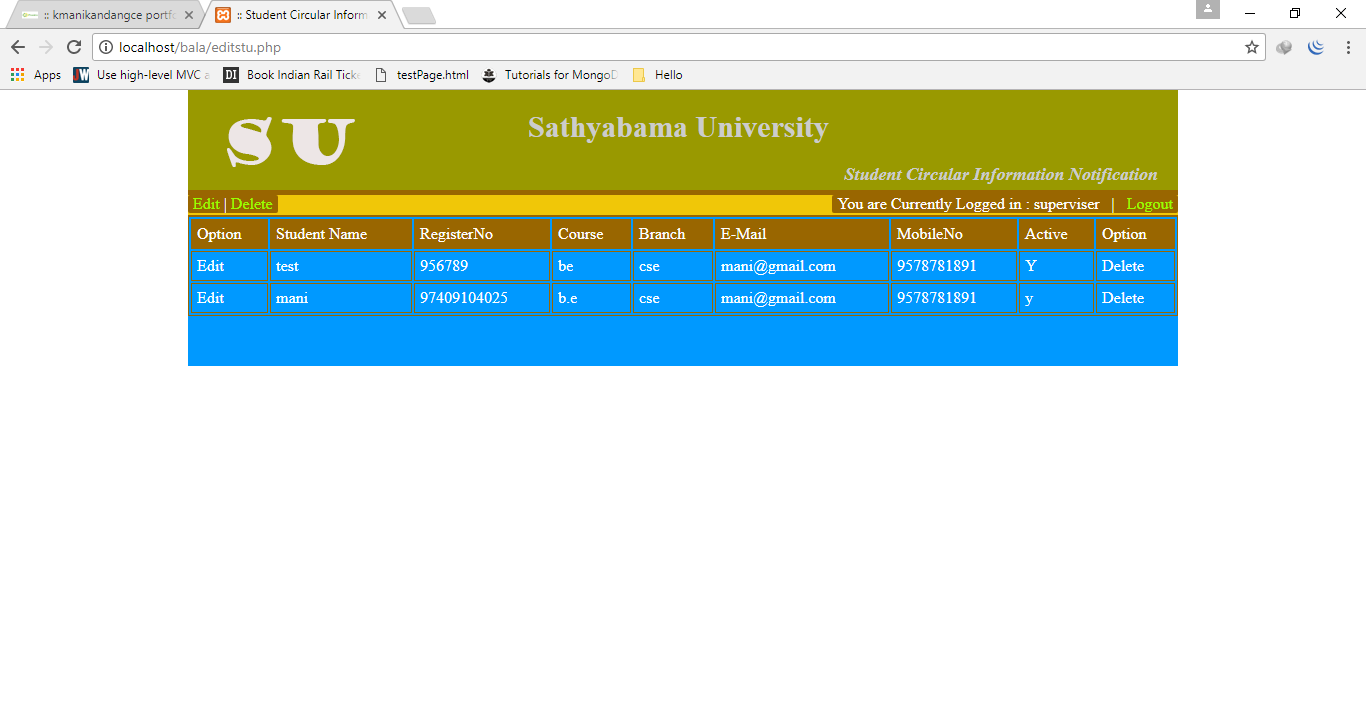 :: kmanikandangce portfo
:: Student Circular Inform
localhost/bala/editstu.php
Apps Use high-level MVC a Book Indian Rail Ticke testPage.html Tutorials for MongoD Hello
SU
Sathyabama University
Student Circular Information Notification
Edit | Delete You are Currently Logged in : superviser | Logout
Option Student Name RegisterNo Course Branch E-Mail MobileNo Active Option
Edit test 956789 be cse mani@gmail.com 9578781891 Y Delete
Edit mani 97409104025 b.e cse mani@gmail.com 9578781891 y Delete